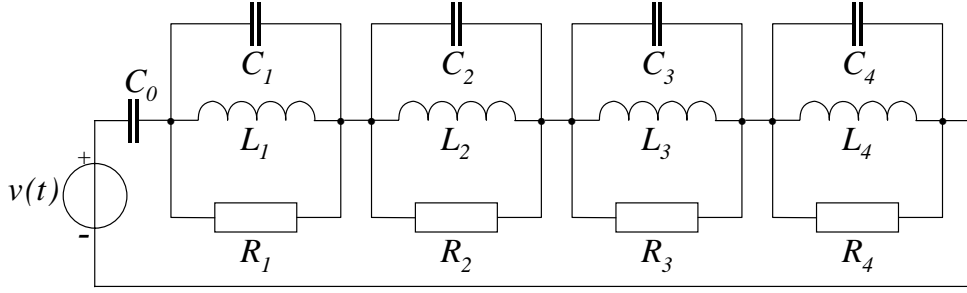 C1 C2 C3 C4
C0
L1 L2 L3 L4
+
v(t)
-
R1 R2 R3 R4